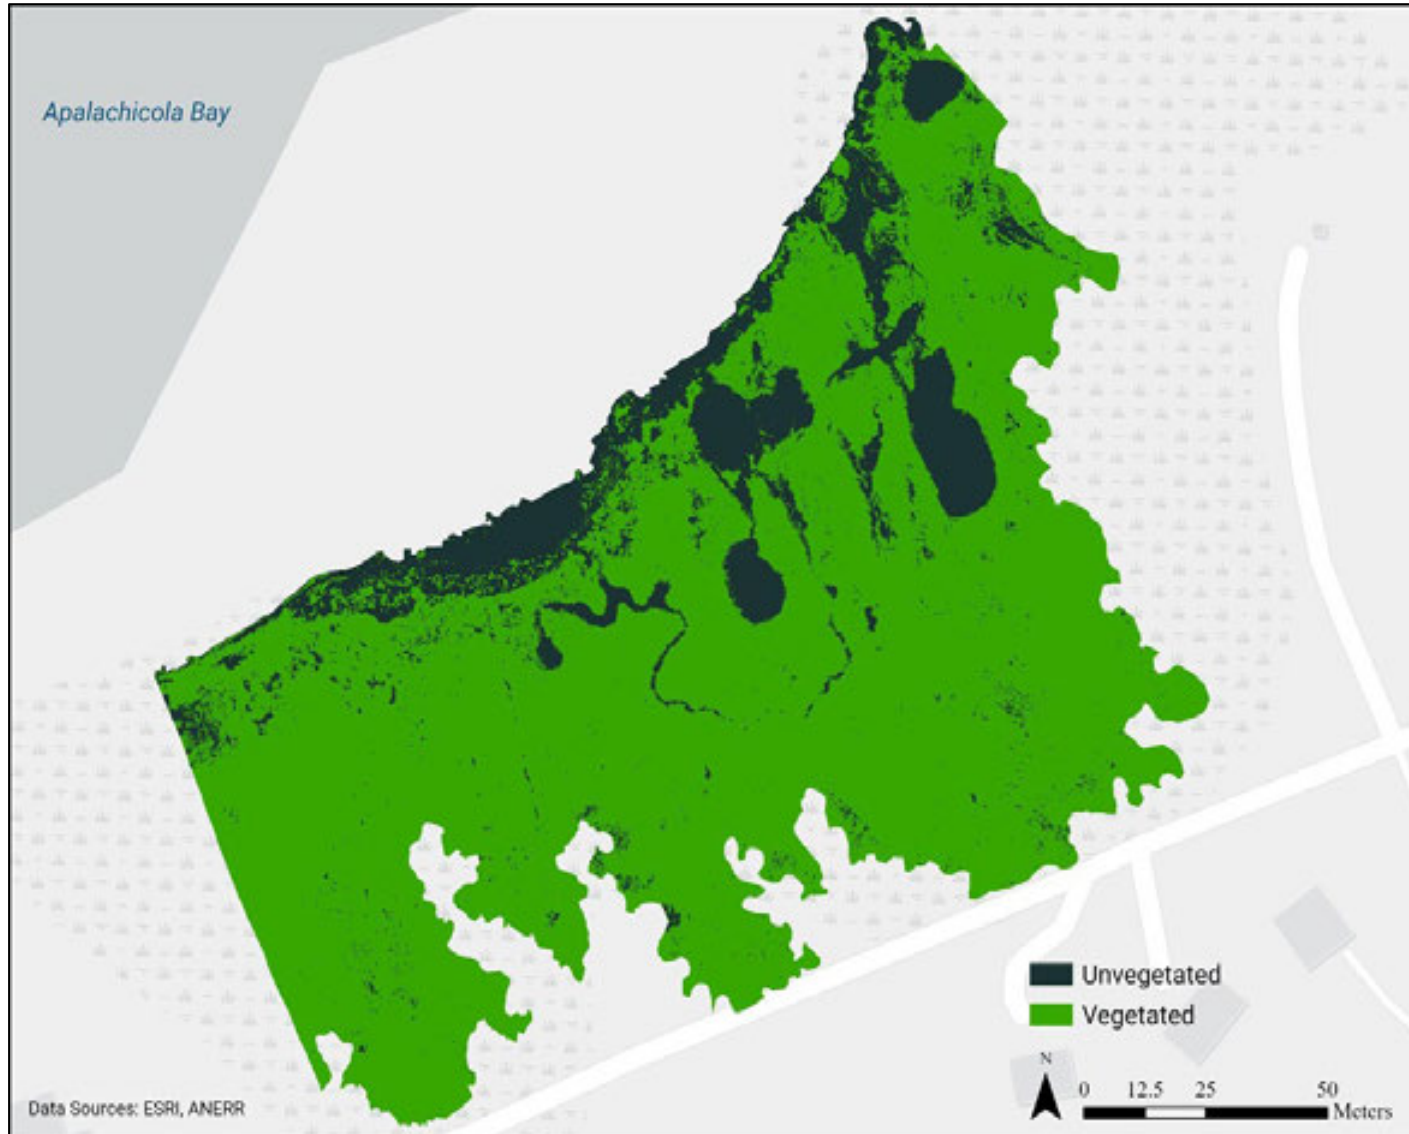 Apalachicola Bay
Unvegetated
Vegetated
N
0 12.5 25 50
Meters
Data Sources: ESRI, ANERR